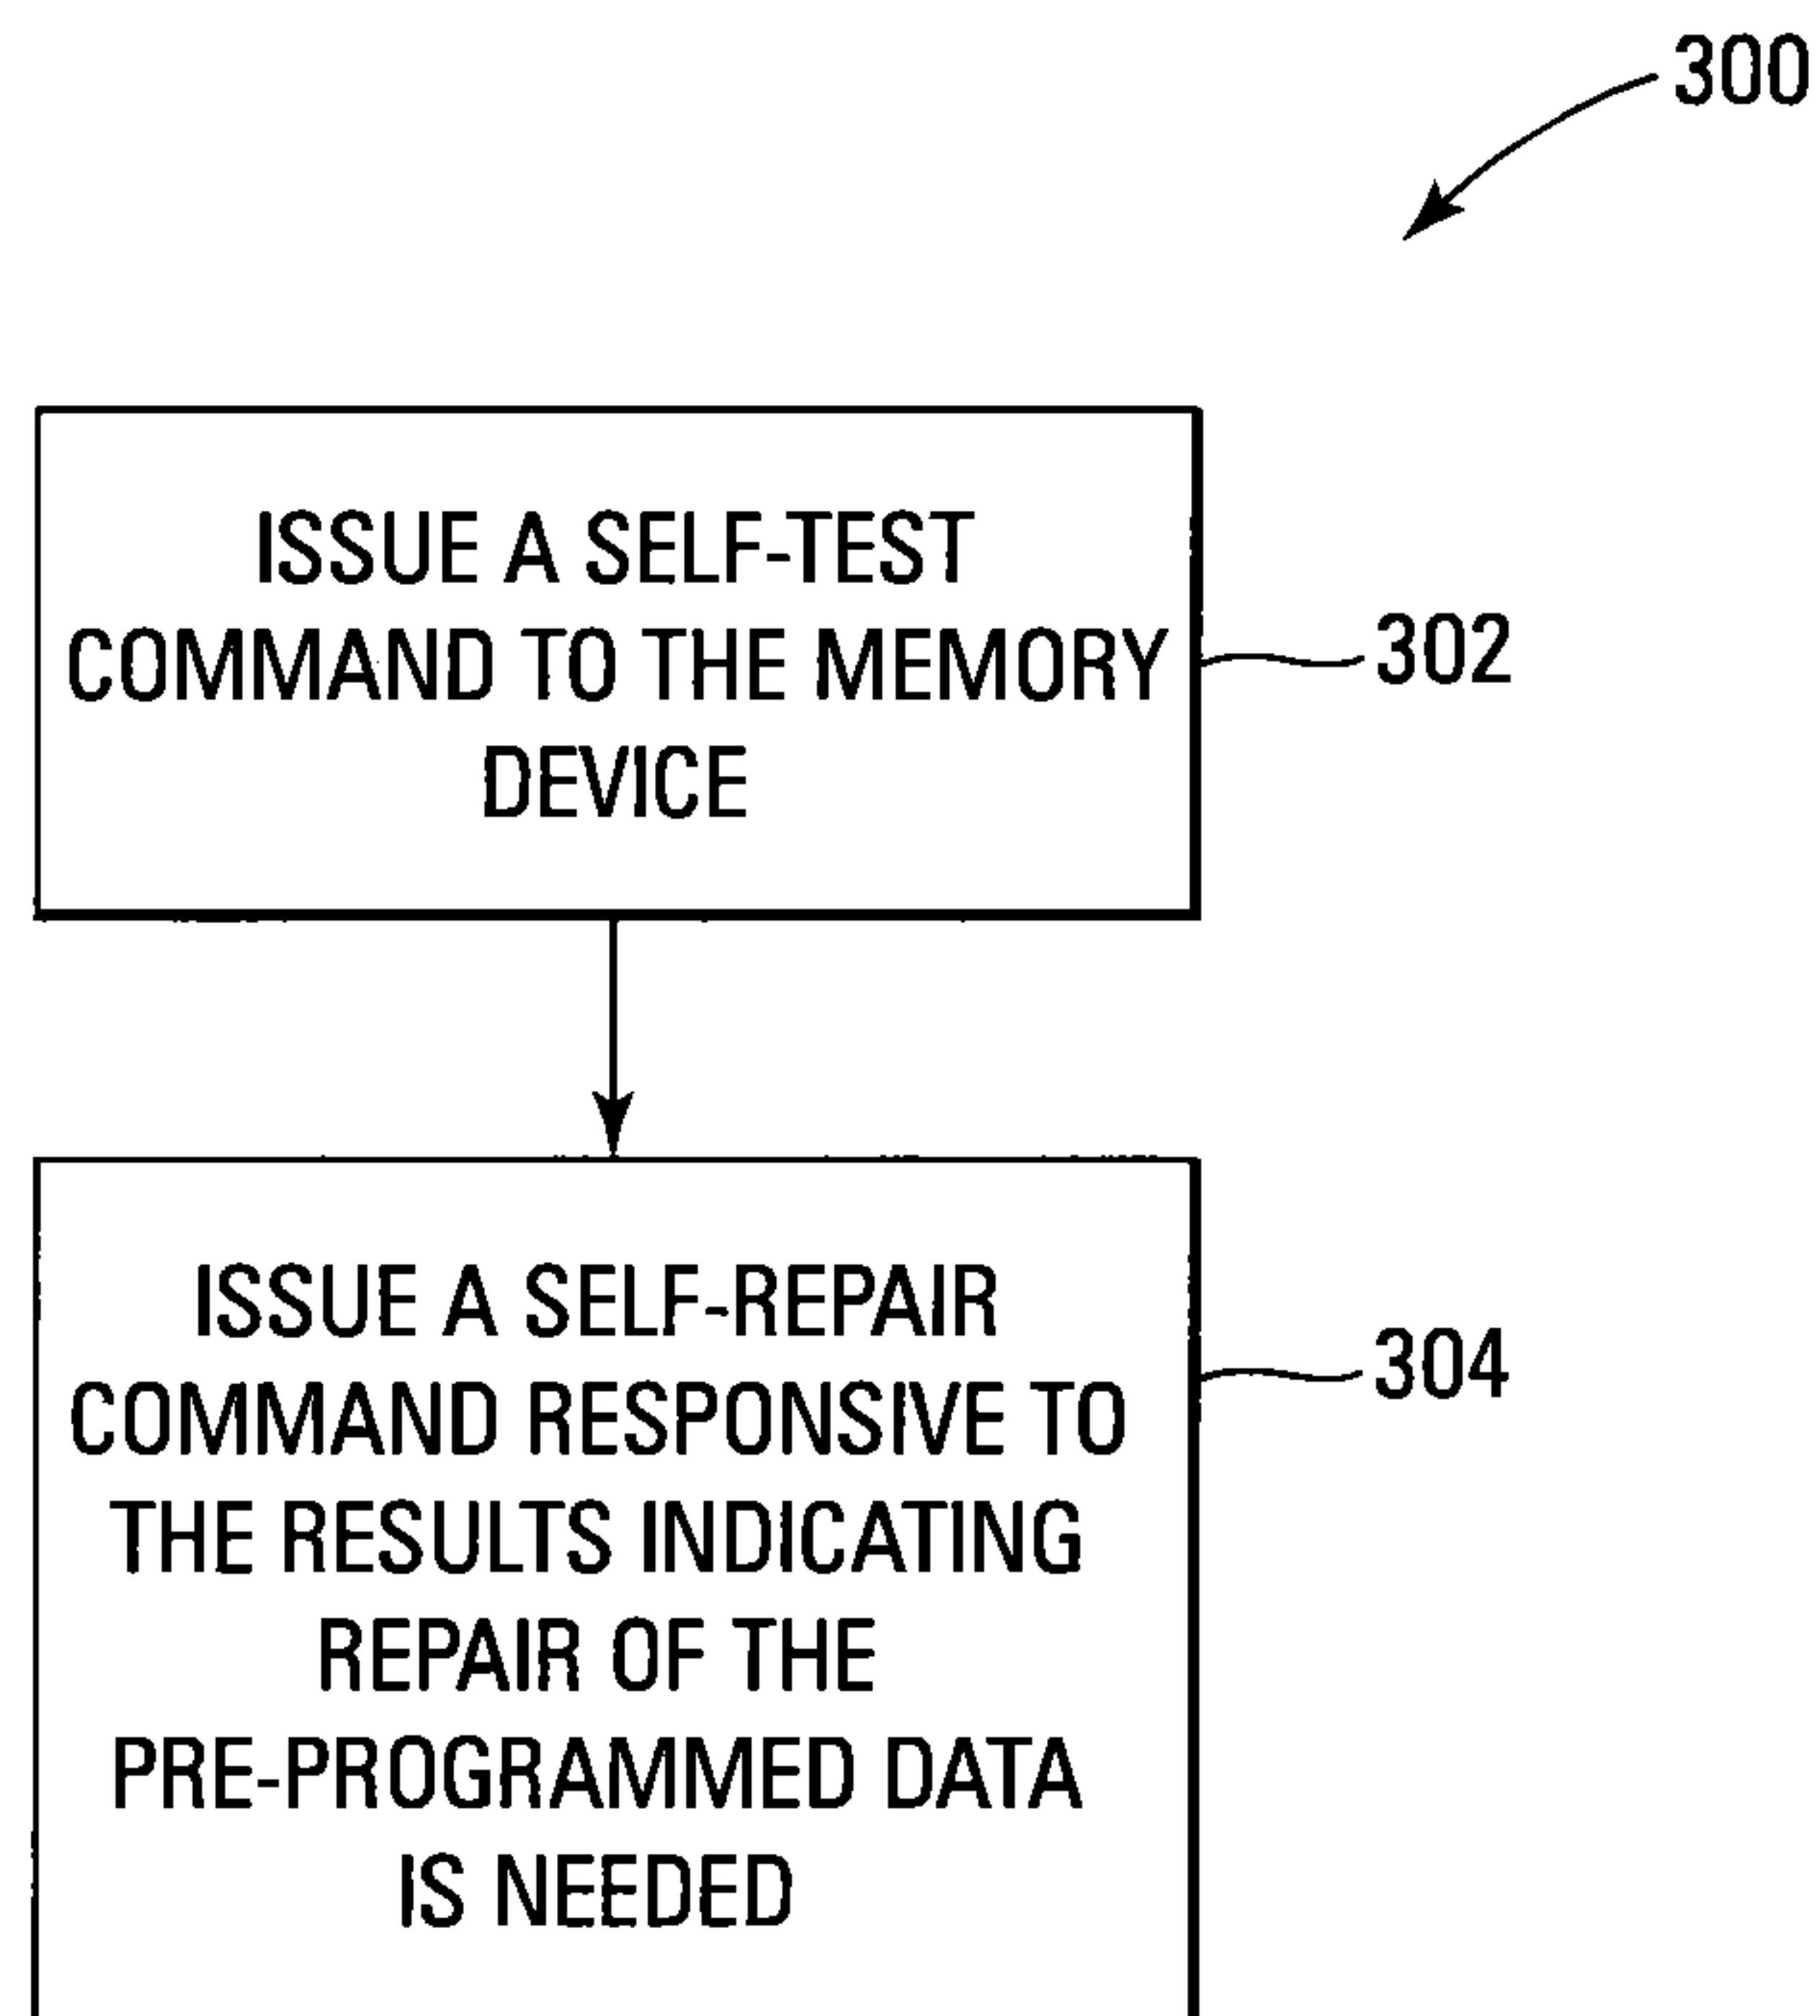 300
ISSUE A SELF-TEST
COMMAND TO THE MEMORY
DEVICE
302
ISSUE A SELF-REPAIR
COMMAND RESPONSIVE TO
THE RESULTS INDICATING
REPAIR OF THE
PRE-PROGRAMMED DATA
IS NEEDED
304